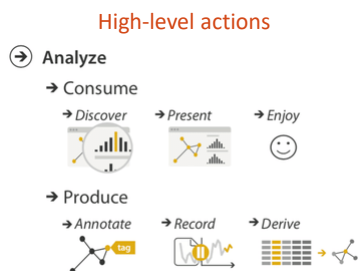 High-level actions
→ Analyze
→ Consume
→ Discover → Present → Enjoy
→ Produce
→ Annotate → Record → Derive
tag